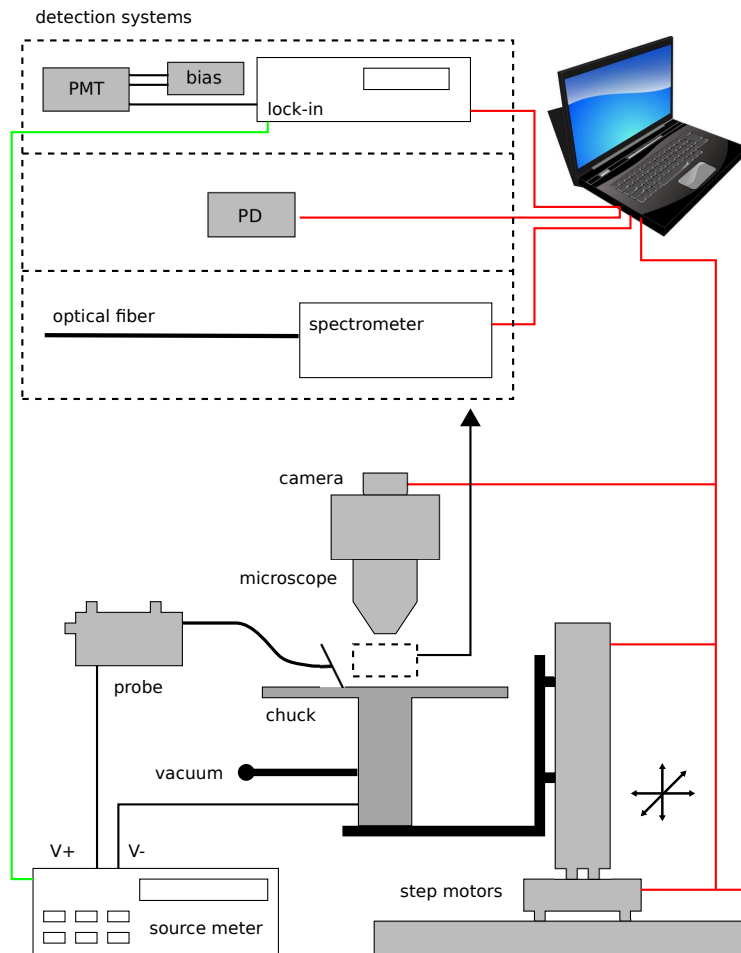 detection systems
PMT
bias
lock-in
PD
optical fiber
spectrometer
camera
microscope
probe
chuck
vacuum
V+
V-
step motors
source meter